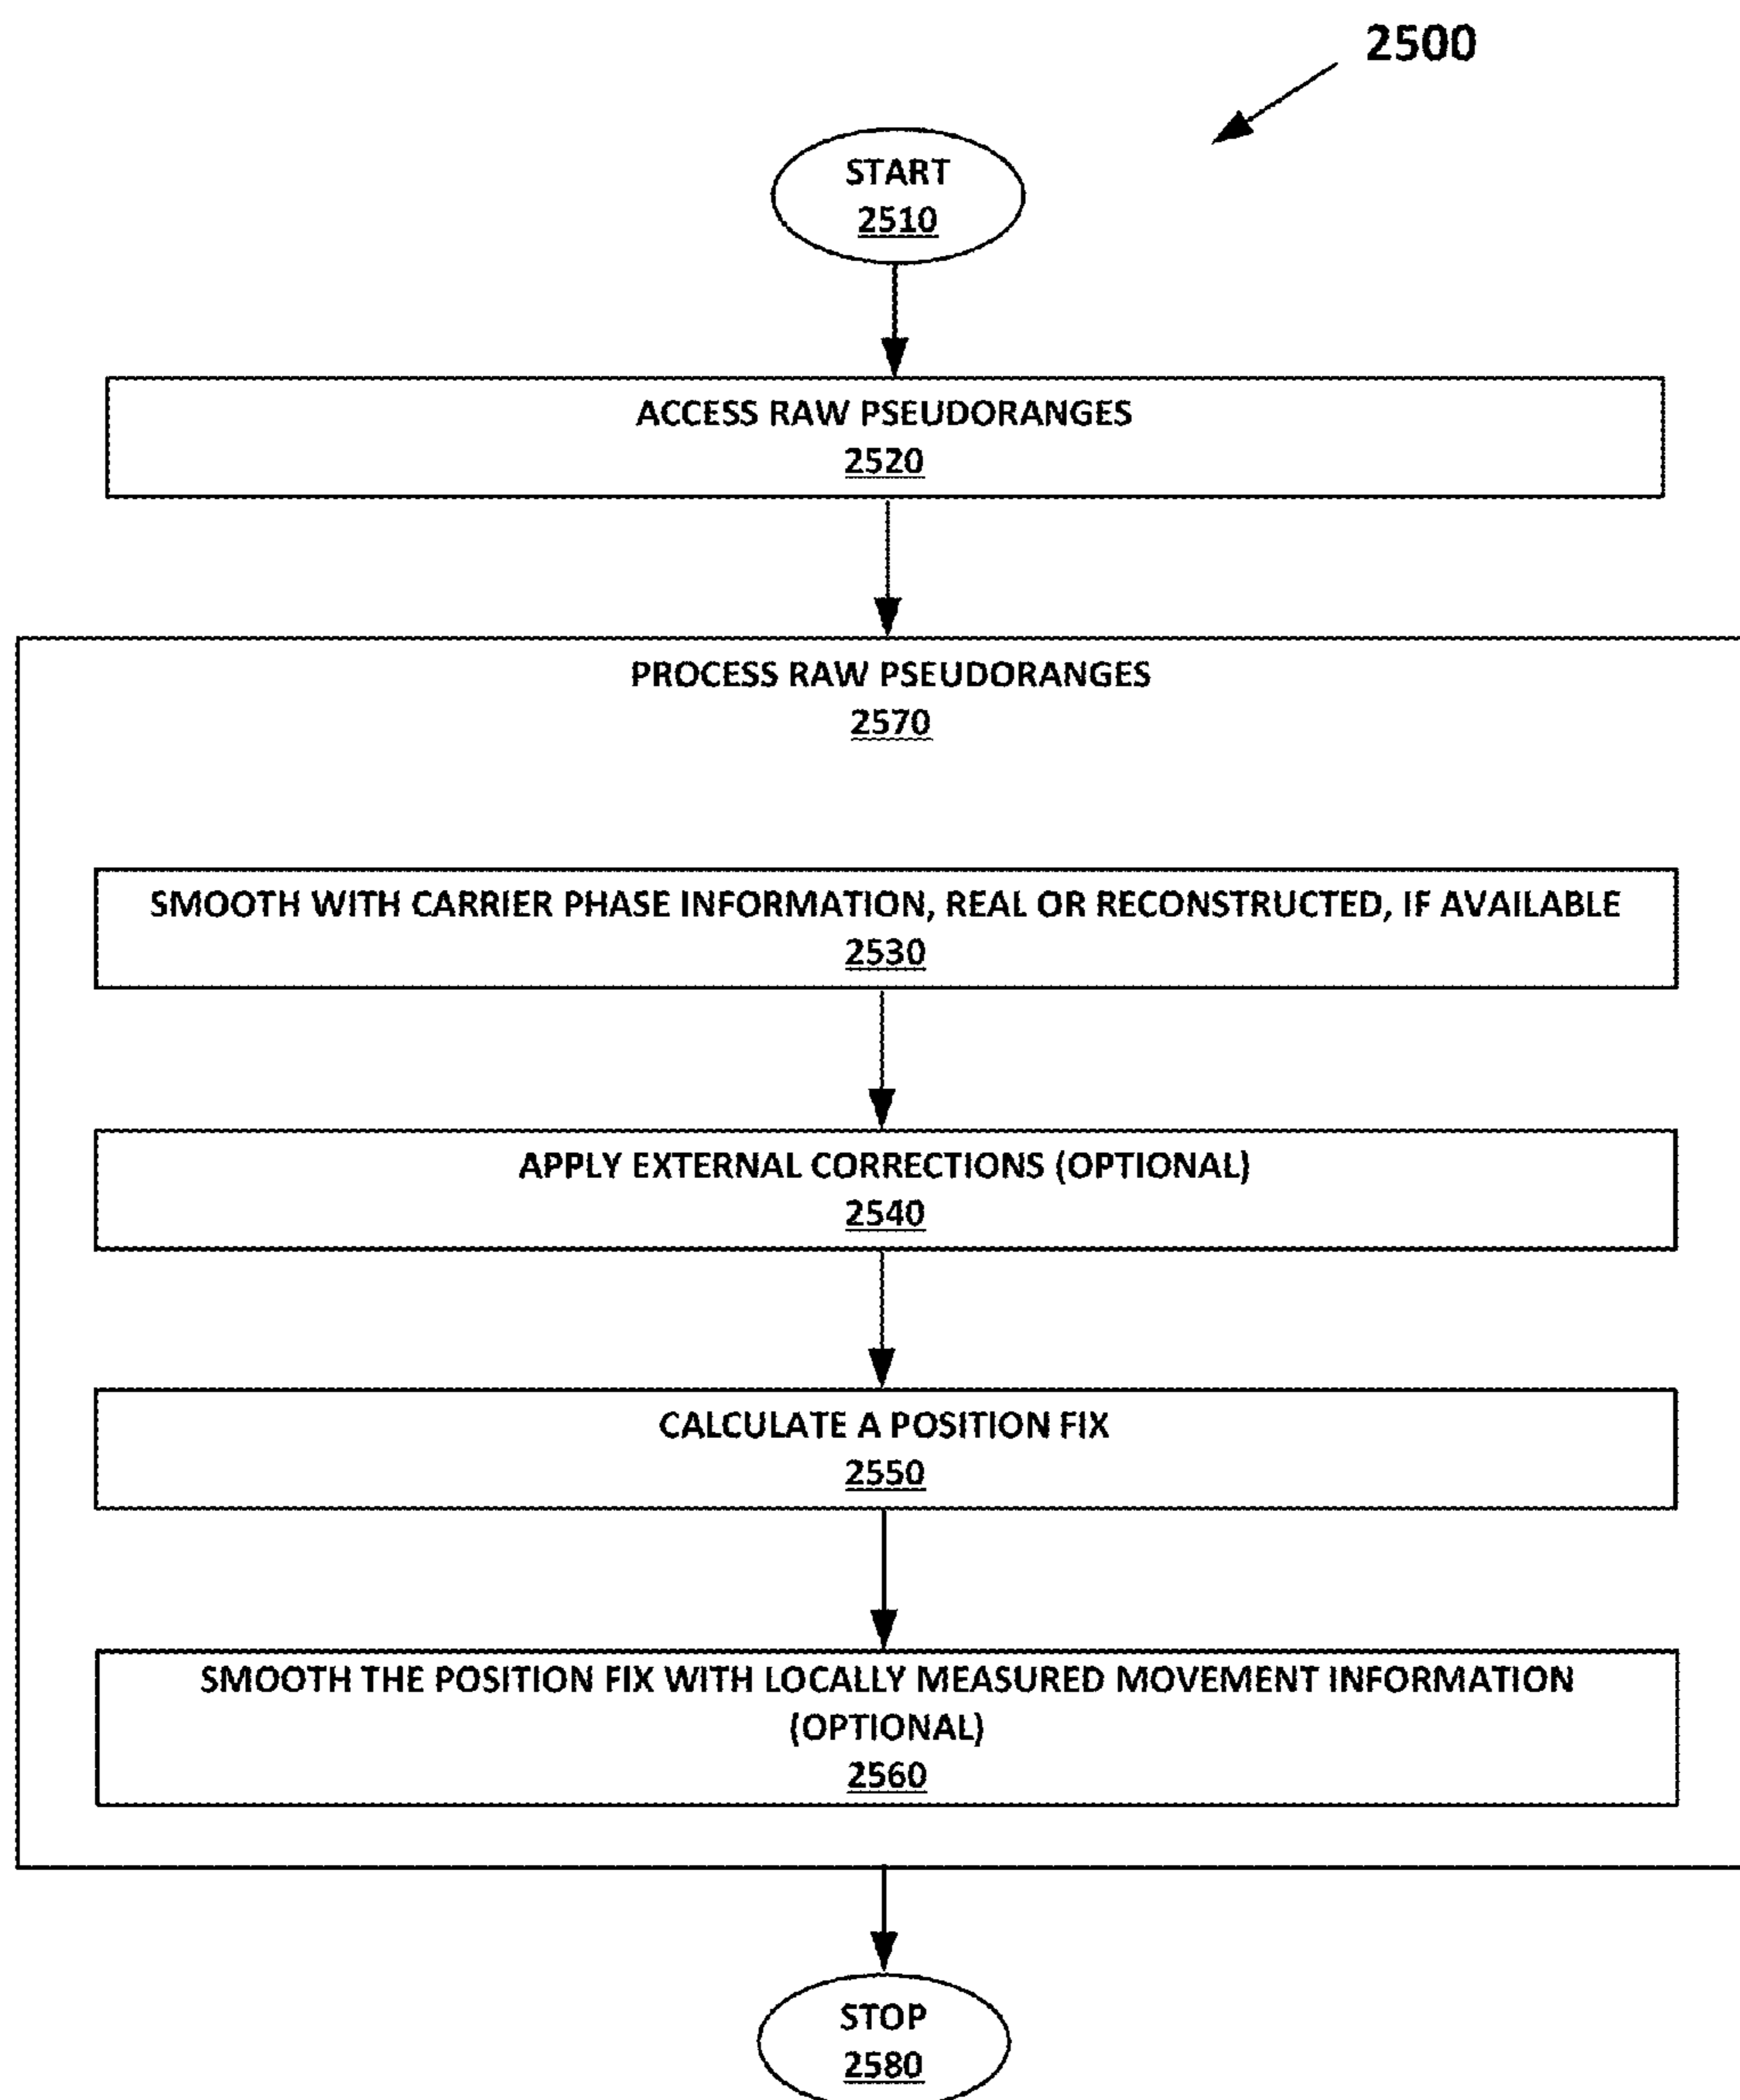 2500
START
2510
ACCESS RAW PSEUDORANGES
2520
PROCESS RAW PSEUDORANGES
2570
SMOOTH WITH CARRIER PHASE INFORMATION, REAL OR RECONSTRUCTED, IF AVAILABLE
2530
APPLY EXTERNAL CORRECTIONS (OPTIONAL)
2540
CALCULATE A POSITION FIX
2550
SMOOTH THE POSITION FIX WITH LOCALLY MEASURED MOVEMENT INFORMATION
(OPTIONAL)
2560
STOP
2580